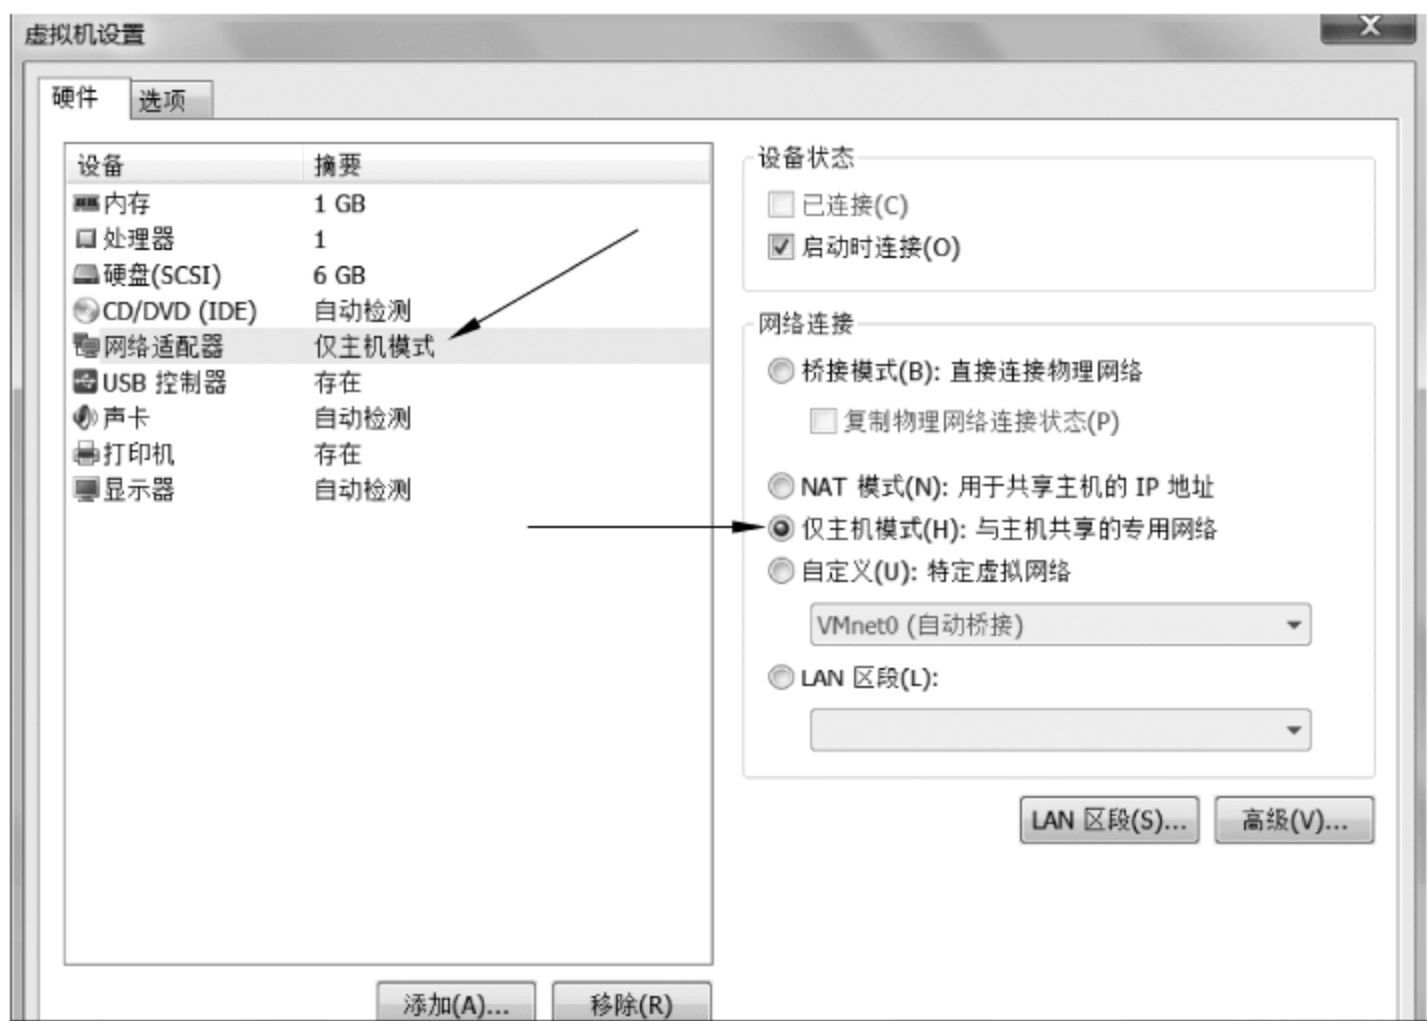 虚拟机设置
硬件 选项
设备 摘要
内存 1 GB
处理器 1
硬盘(SCSI) 6 GB
CD/DVD (IDE) 自动检测
网络适配器 仅主机模式
USB 控制器 存在
声卡 自动检测
打印机 存在
显示器 自动检测
添加(A)... 移除(R)
设备状态
已连接(C)
启动时连接(O)
网络连接
桥接模式(B): 直接连接物理网络
复制物理网络连接状态(P)
NAT 模式(N): 用于共享主机的 IP 地址
仅主机模式(H): 与主机共享的专用网络
自定义(U): 特定虚拟网络
VMnet0 (自动桥接)
LAN 区段(L):
LAN 区段(S)... 高级(V)...